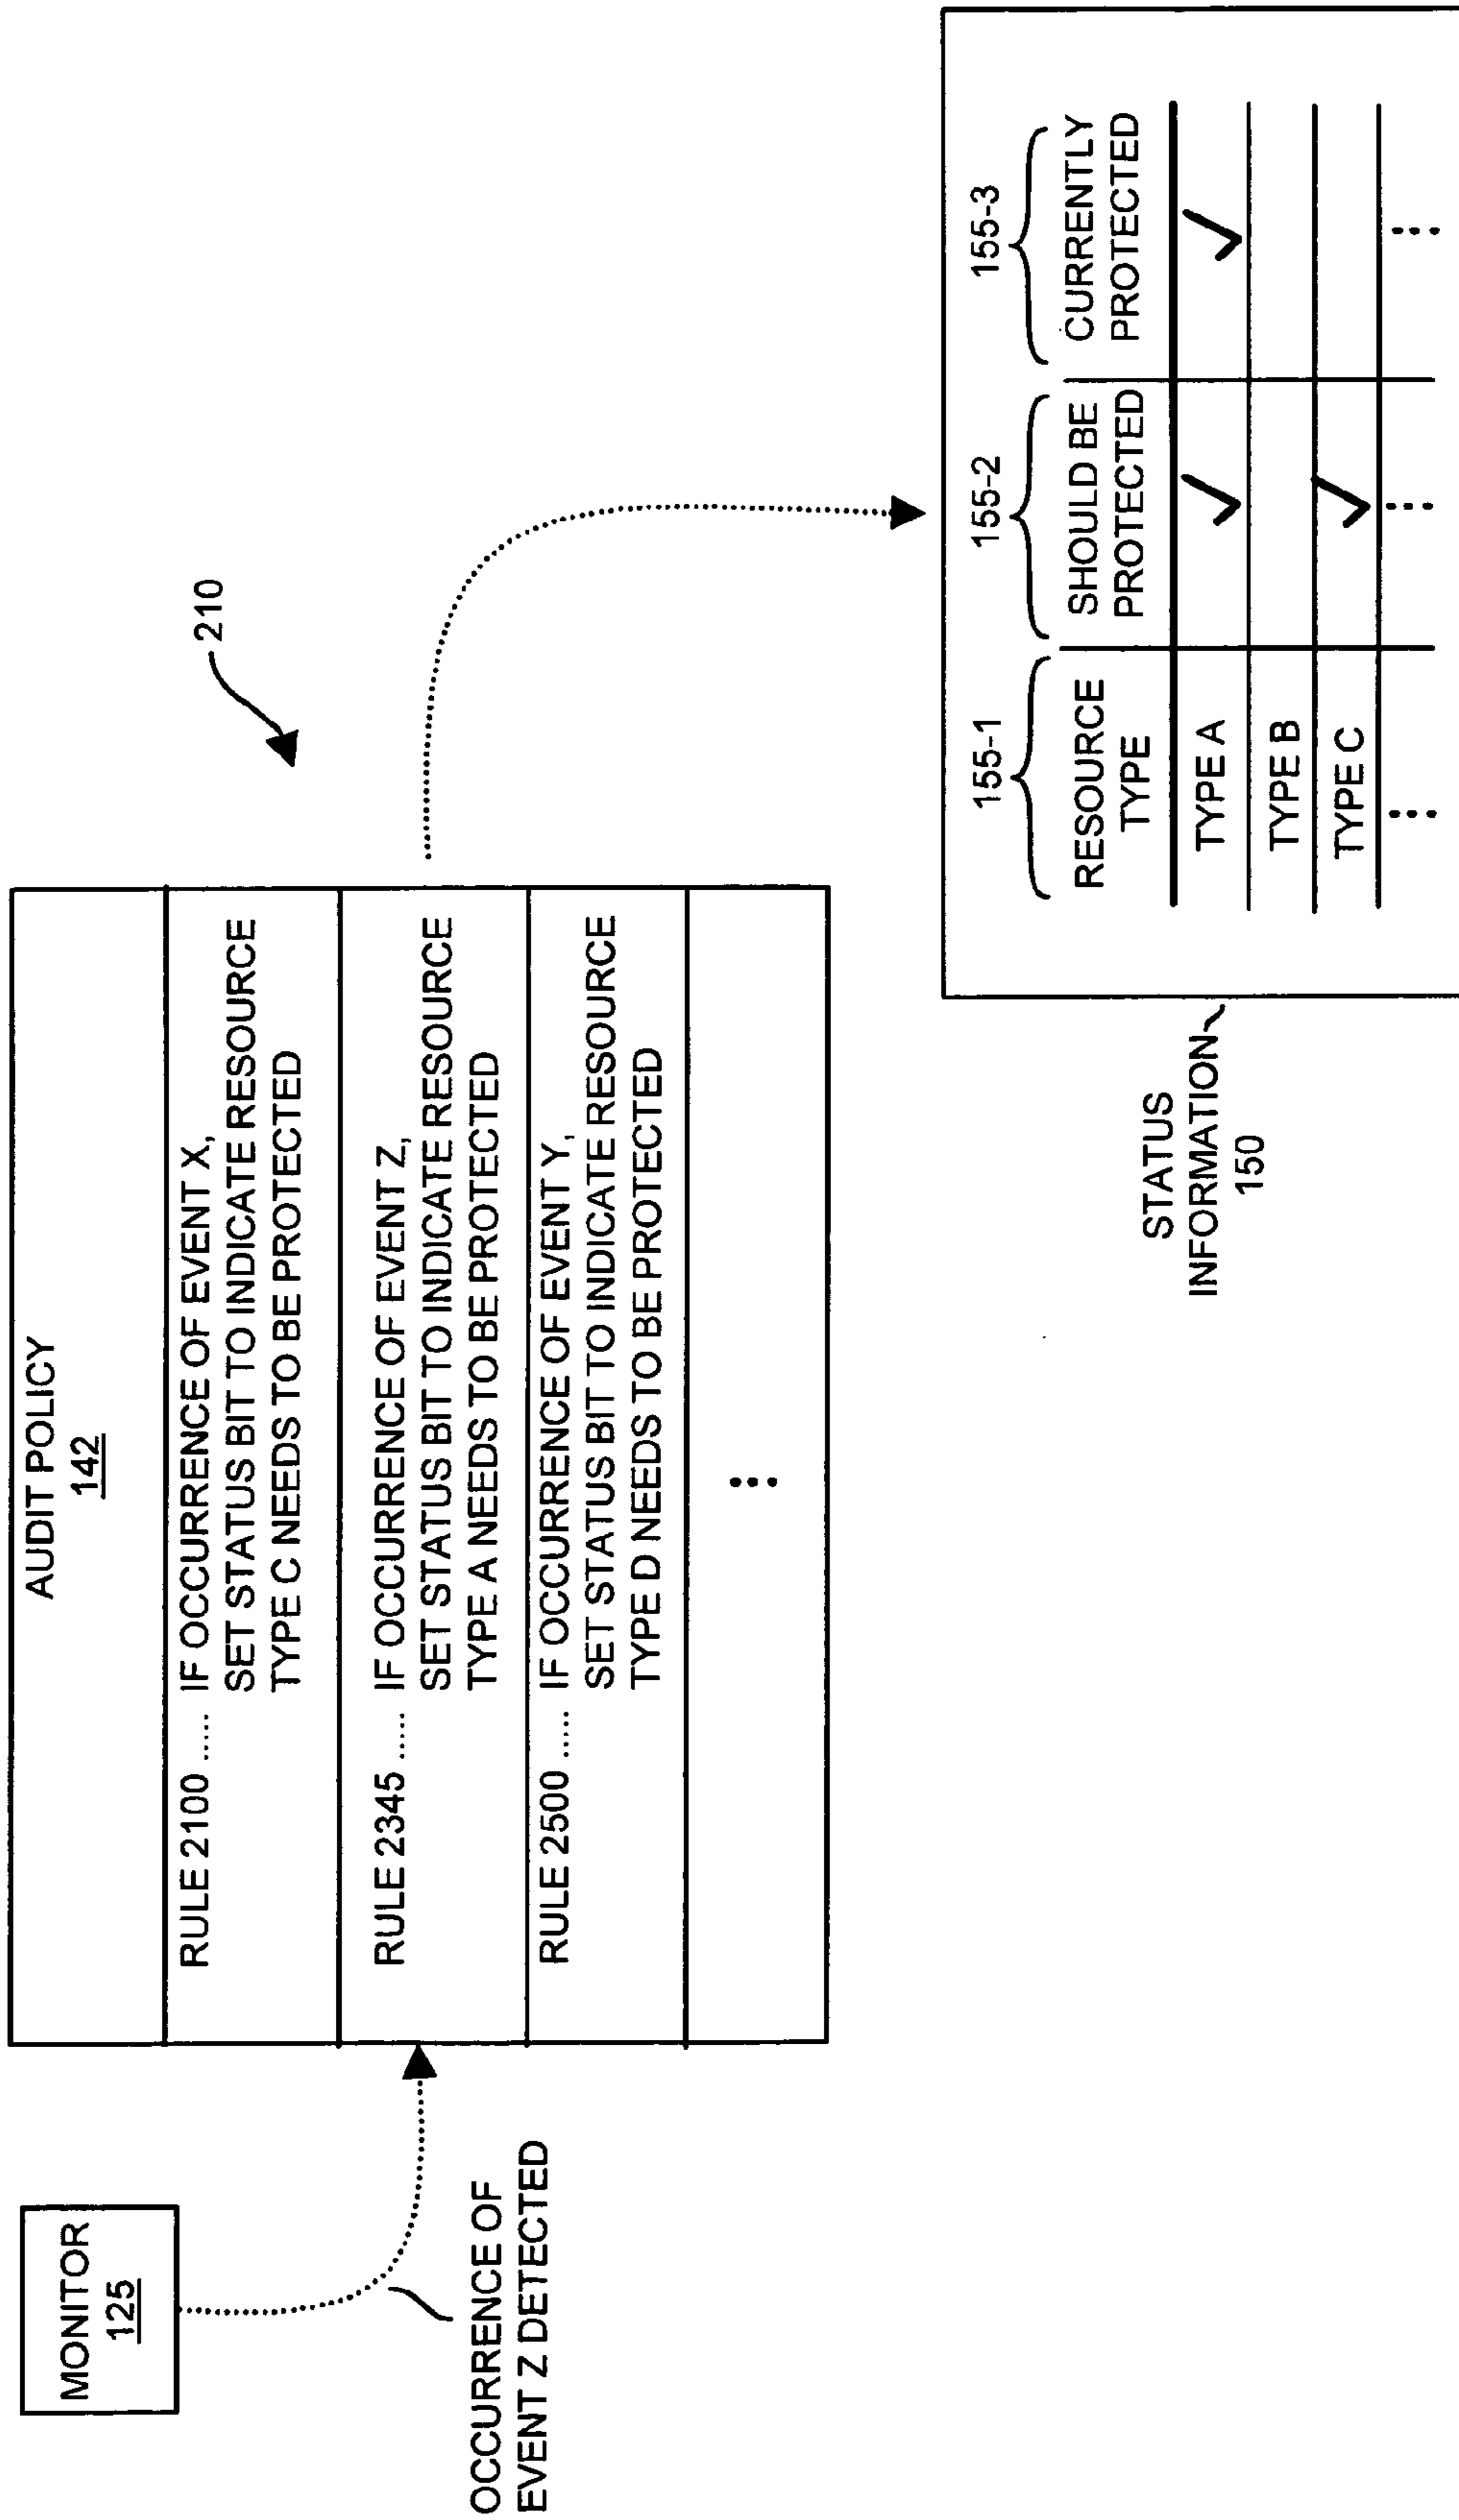 MONITOR
125
OCCURRENCE OF
EVENT Z DETECTED
AUDIT POLICY
142
RULE 2100 ..... IF OCCURRENCE OF EVENT X,
SET STATUS BIT TO INDICATE RESOURCE
TYPE C NEEDS TO BE PROTECTED
RULE 2345 ..... IF OCCURRENCE OF EVENT Z,
SET STATUS BIT TO INDICATE RESOURCE
TYPE A NEEDS TO BE PROTECTED
RULE 2500 ..... IF OCCURRENCE OF EVENT Y,
SET STATUS BIT TO INDICATE RESOURCE
TYPE D NEEDS TO BE PROTECTED
210
STATUS
INFORMATION
150
155-1 155-2 155-3
RESOURCE SHOULD BE CURRENTLY
TYPE PROTECTED PROTECTED
TYPE A ✓ ✓
TYPE B
TYPE C ✓